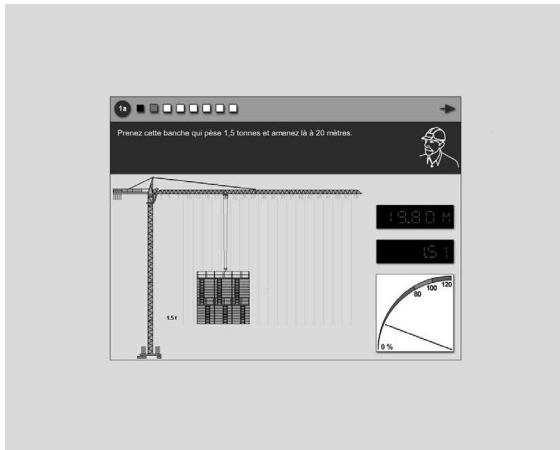 1a
Prenez cette banche qui pèse 1,5 tonnes et amenez là à 20 mètres.
19.80 M
1.5 T
120
100
80
0 %
1.5 t